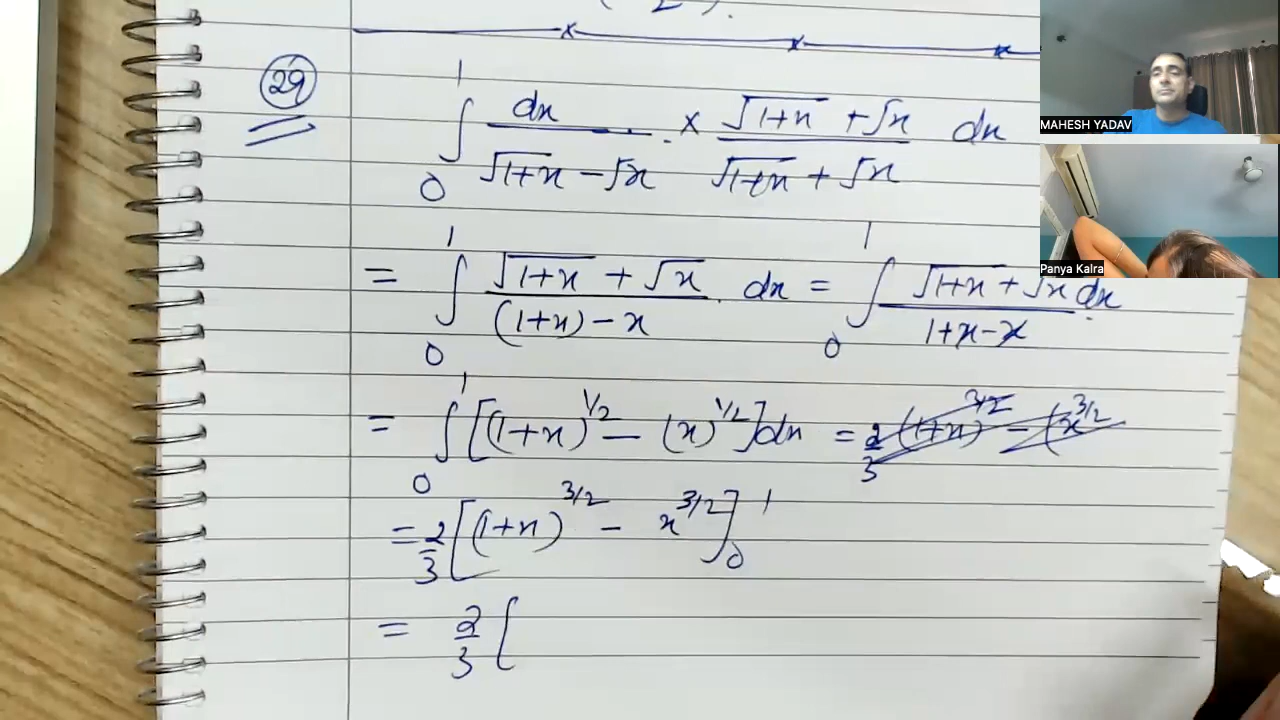 2
(29)
∫₀¹ dx / (√(1+x) − √x) × (√(1+x) + √x) / (√(1+x) + √x) dx
= ∫₀¹ (√(1+x) + √x) / ((1+x) − x) . dx = ∫₀¹ (√(1+x) + √x) dx / (1+x−x)
= ∫₀¹ [(1+x)^1/2 − (x)^1/2] dx = 2/3 (1+x)^3/2 − (x^3/2
= 2/3 [(1+x)^3/2 − x^3/2]₀¹
= 2/3 [
MAHESH YADAV
Panya Kalra